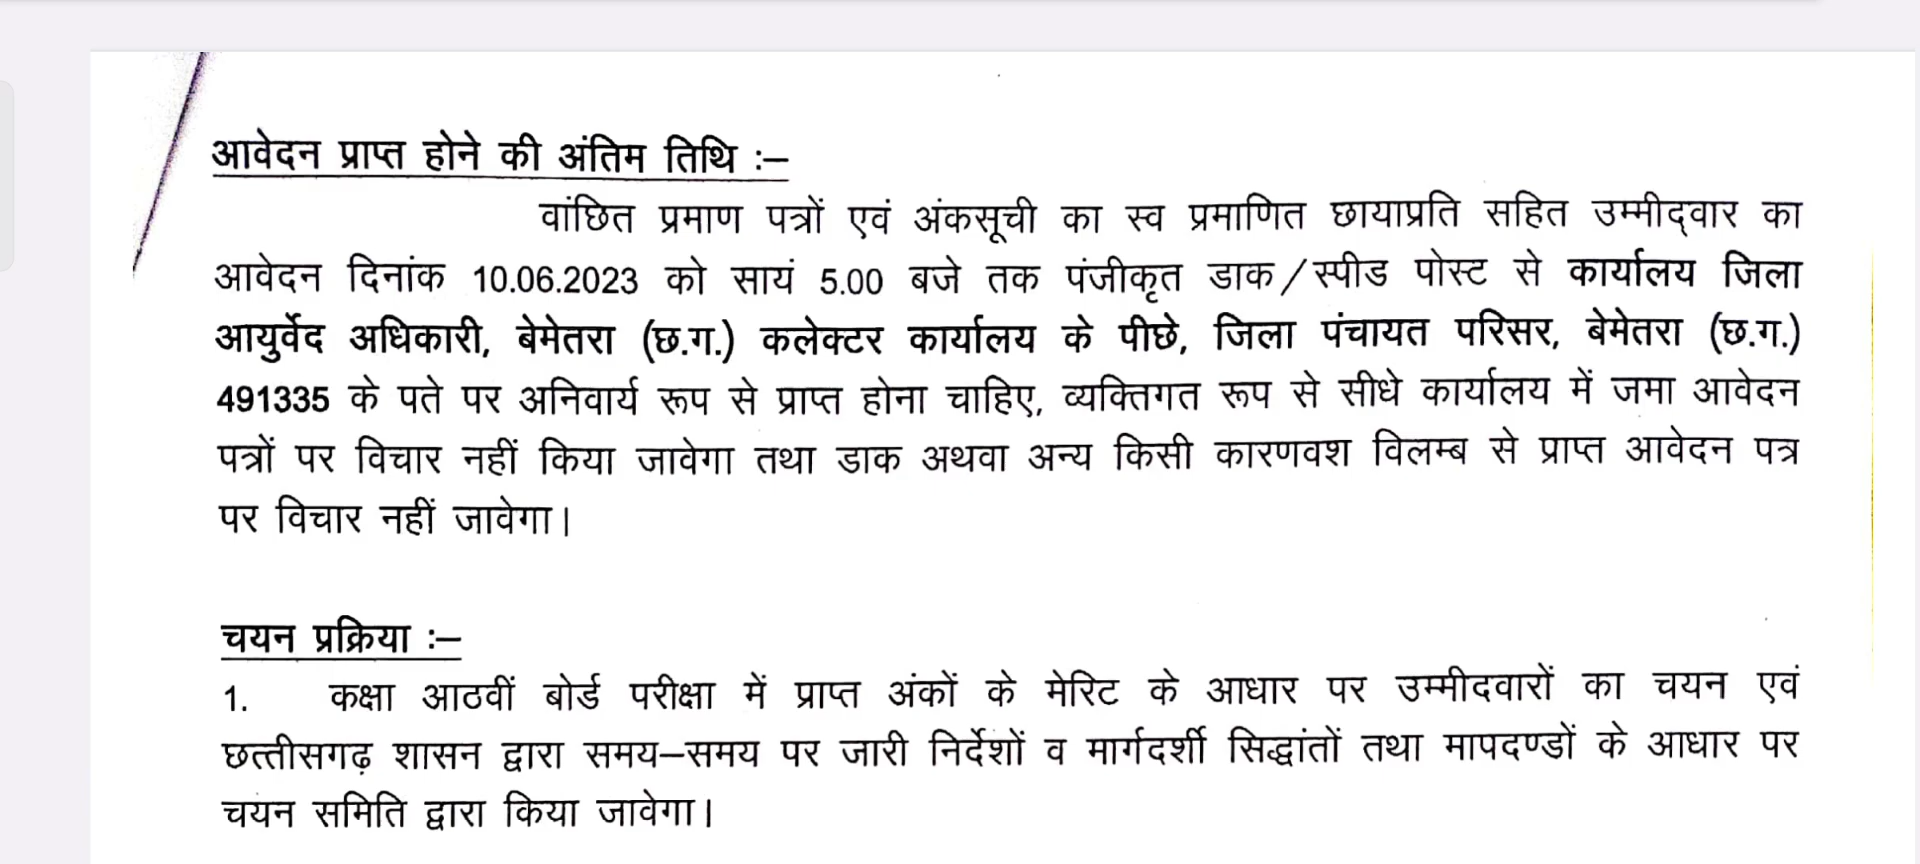 आवेदन प्राप्त होने की अंतिम तिथि :–
वांछित प्रमाण पत्रों एवं अंकसूची का स्व प्रमाणित छायाप्रति सहित उम्मीद्वार का
आवेदन दिनांक 10.06.2023 को सायं 5.00 बजे तक पंजीकृत डाक/स्पीड पोस्ट से कार्यालय जिला
आयुर्वेद अधिकारी, बेमेतरा (छ.ग.) कलेक्टर कार्यालय के पीछे, जिला पंचायत परिसर, बेमेतरा (छ.ग.)
491335 के पते पर अनिवार्य रूप से प्राप्त होना चाहिए, व्यक्तिगत रूप से सीधे कार्यालय में जमा आवेदन
पत्रों पर विचार नहीं किया जावेगा तथा डाक अथवा अन्य किसी कारणवश विलम्ब से प्राप्त आवेदन पत्र
पर विचार नहीं जावेगा।
चयन प्रक्रिया :–
1. कक्षा आठवीं बोर्ड परीक्षा में प्राप्त अंकों के मेरिट के आधार पर उम्मीदवारों का चयन एवं
छत्तीसगढ़ शासन द्वारा समय–समय पर जारी निर्देशों व मार्गदर्शी सिद्धांतों तथा मापदण्डों के आधार पर
चयन समिति द्वारा किया जावेगा।